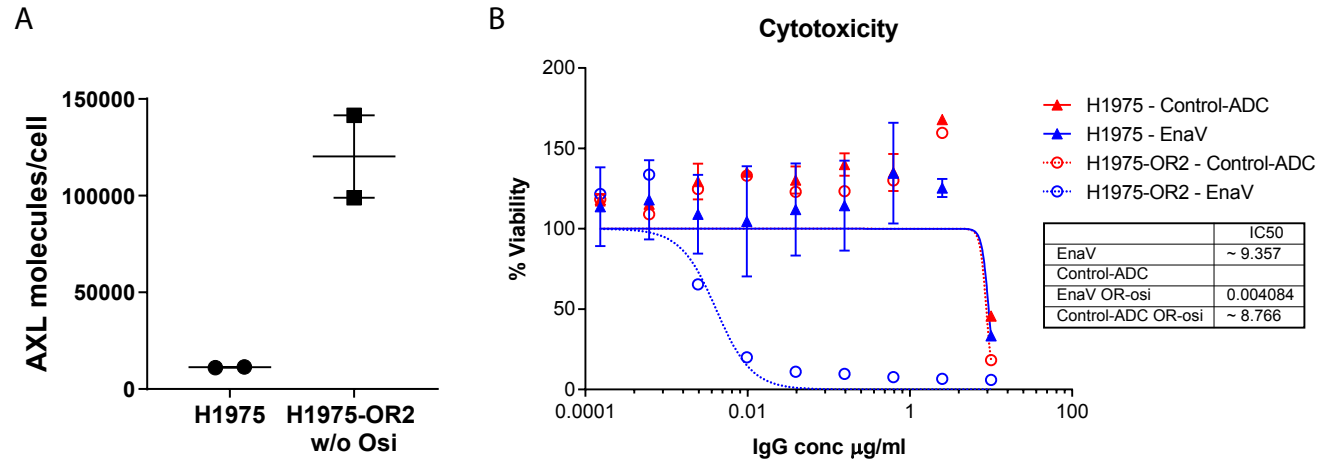 A
AXL molecules/cell
150000
100000
50000
0
H1975
H1975-OR2
w/o Osi
B
Cytotoxicity
% Viability
200
150
100
50
0
0.0001
0.01
1
100
IgG conc μg/ml
H1975 - Control-ADC
H1975 - EnaV
H1975-OR2 - Control-ADC
H1975-OR2 - EnaV
IC50
EnaV ~ 9.357
Control-ADC
EnaV OR-osi 0.004084
Control-ADC OR-osi ~ 8.766